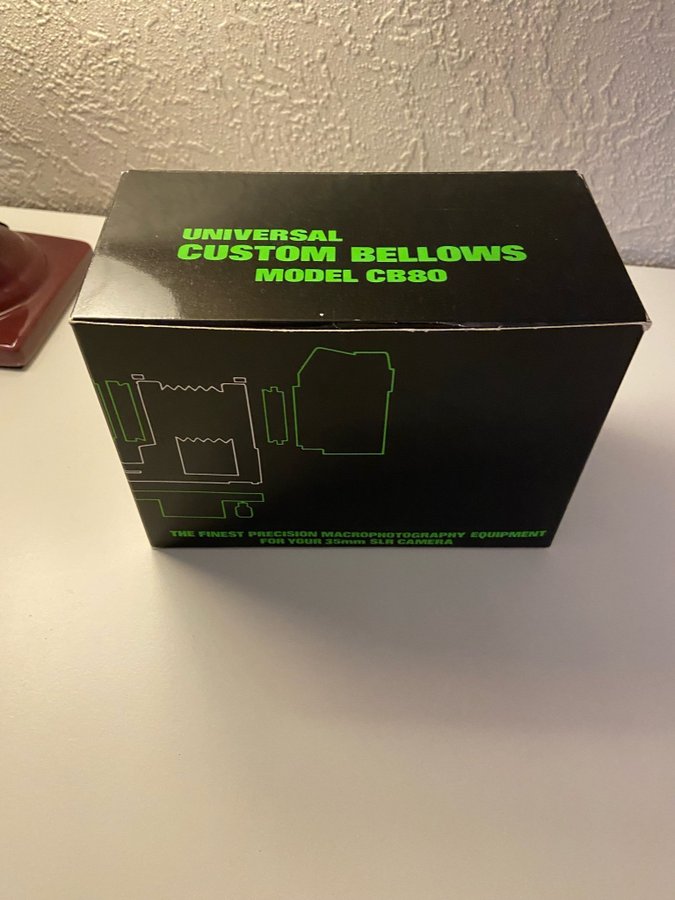 UNIVERSAL
CUSTOM BELLOWS
MODEL CB80
THE FINEST PRECISION MACROPHOTOGRAPHY EQUIPMENT
FOR YOUR 35mm SLR CAMERA